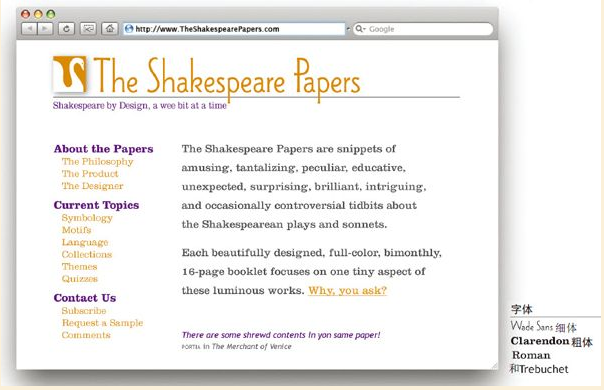 http://www.TheShakespearePapers.com
Google
The Shakespeare Papers
Shakespeare by Design, a wee bit at a time
About the Papers
The Philosophy
The Product
The Designer
Current Topics
Symbology
Motifs
Language
Collections
Themes
Quizzes
Contact Us
Subscribe
Request a Sample
Comments
The Shakespeare Papers are snippets of
amusing, tantalizing, peculiar, educative,
unexpected, surprising, brilliant, intriguing,
and occasionally controversial tidbits about
the Shakespearean plays and sonnets.
Each beautifully designed, full-color, bimonthly,
16-page booklet focuses on one tiny aspect of
these luminous works. Why, you ask?
There are some shrewd contents in yon same paper!
PORTIA in The Merchant of Venice
字体
Wade Sans 细体
Clarendon 粗体
Roman
和Trebuchet